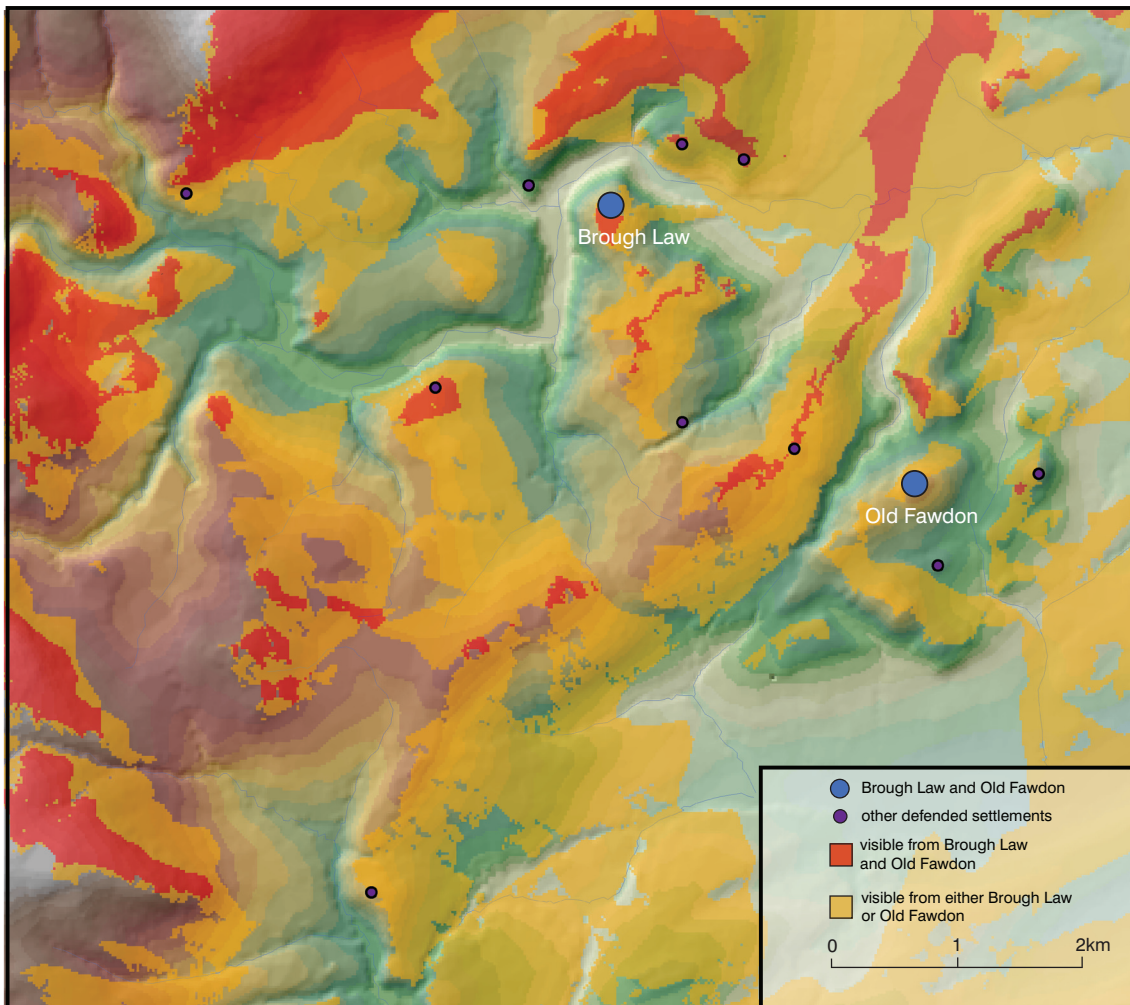 Brough Law
Old Fawdon
Brough Law and Old Fawdon
other defended settlements
visible from Brough Law
and Old Fawdon
visible from either Brough Law
or Old Fawdon
0 1 2km